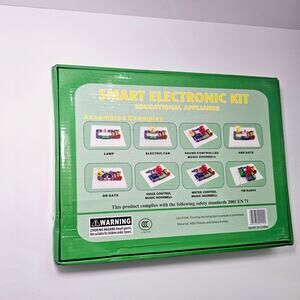 SMART ELECTRONIC KIT
EDUCATIONAL APPLIANCE
Assembled Examples:
LAMP
ELECTRIC FAN
SOUND CONTROLLED
MUSIC DOORBELL
AND GATE
OR GATE
VOICE CONTROL
MUSIC DOORBELL
WATER CONTROL
MUSIC DOORBELL
FM RADIO
This product complies with the following safety standards 2001 EN 71
WARNING
CHOKING HAZARD-Small parts